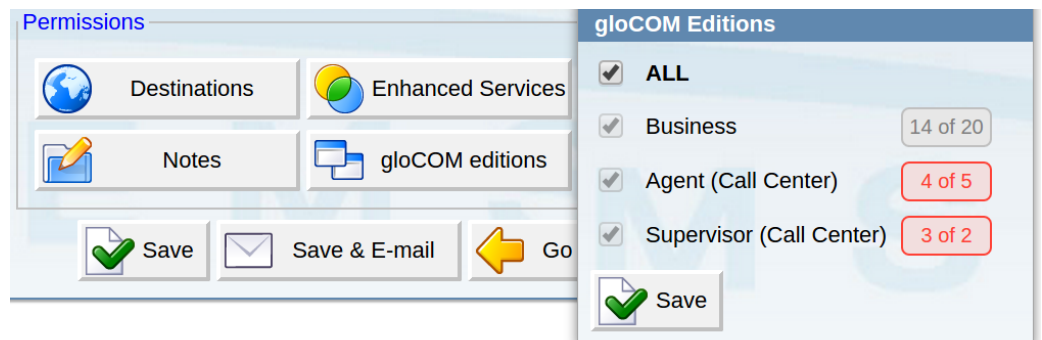 Permissions
Destinations
Enhanced Services
Notes
gloCOM editions
Save
Save & E-mail
Go
gloCOM Editions
ALL
Business
14 of 20
Agent (Call Center)
4 of 5
Supervisor (Call Center)
3 of 2
Save